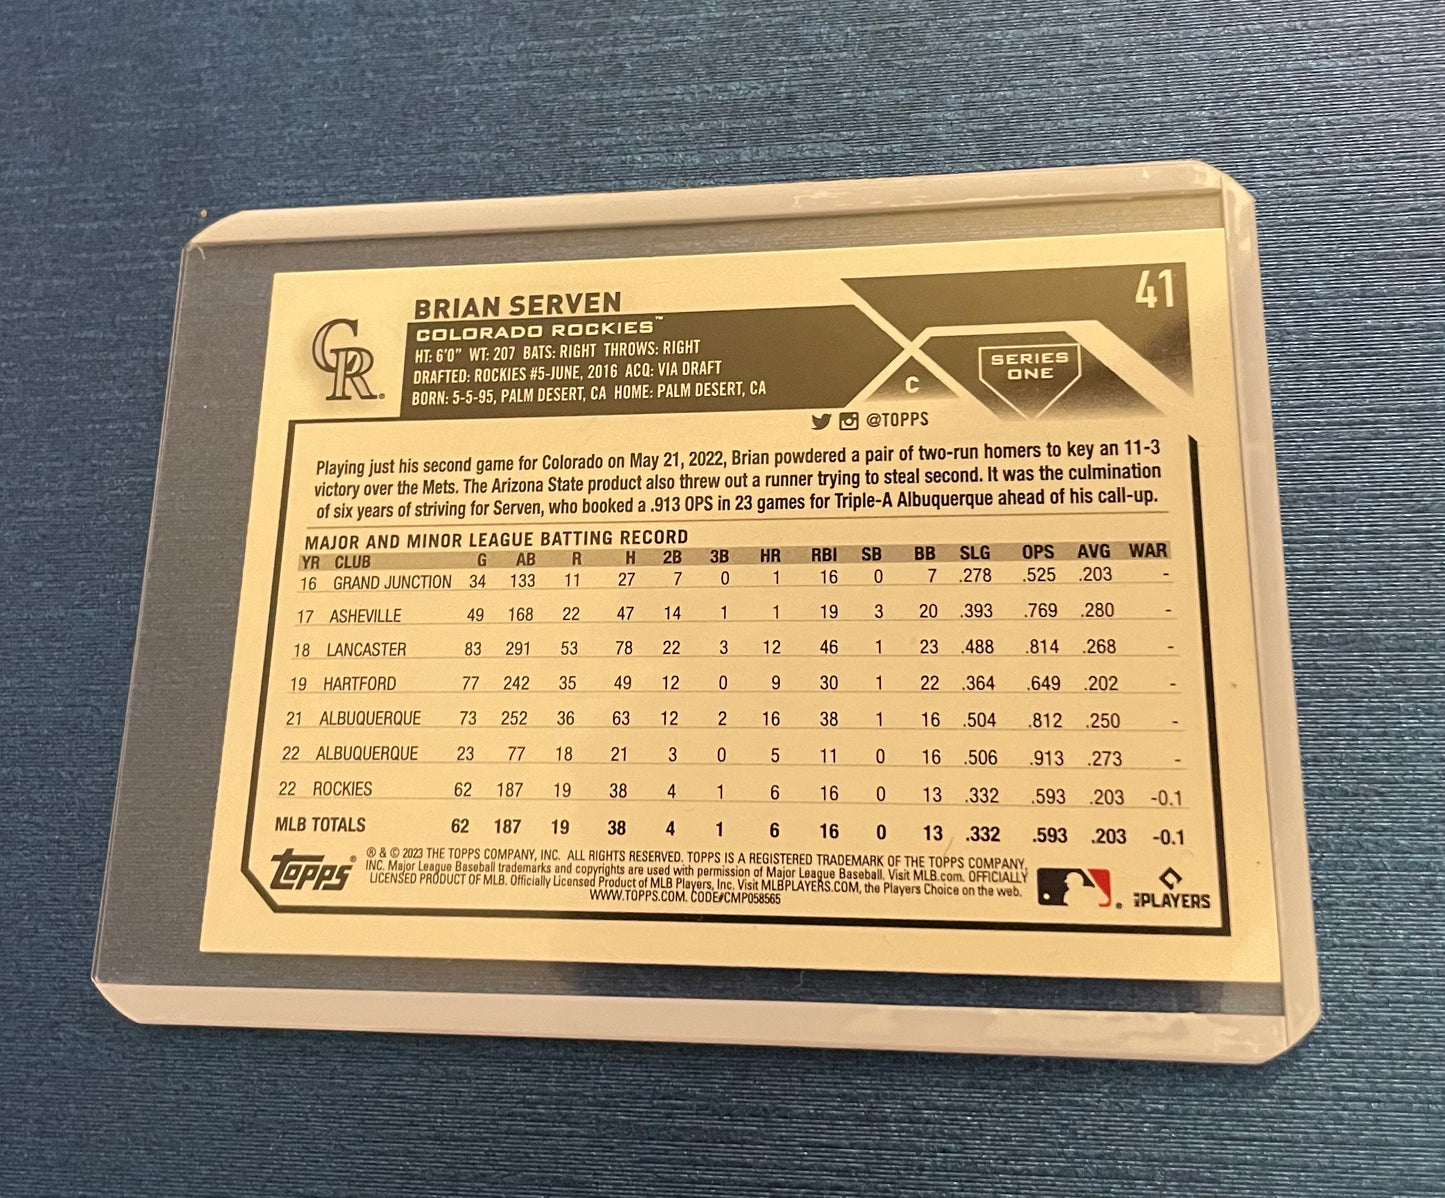 41
BRIAN SERVEN
COLORADO ROCKIES™
HT: 6'0" WT: 207 BATS: RIGHT THROWS: RIGHT
DRAFTED: ROCKIES #5-JUNE, 2016 ACQ: VIA DRAFT
BORN: 5-5-95, PALM DESERT, CA HOME: PALM DESERT, CA
CR®
C
SERIES
ONE
@TOPPS
Playing just his second game for Colorado on May 21, 2022, Brian powdered a pair of two-run homers to key an 11-3
victory over the Mets. The Arizona State product also threw out a runner trying to steal second. It was the culmination
of six years of striving for Serven, who booked a .913 OPS in 23 games for Triple-A Albuquerque ahead of his call-up.
MAJOR AND MINOR LEAGUE BATTING RECORD
YR CLUB G AB R H 2B 3B HR RBI SB BB SLG OPS AVG WAR
16 GRAND JUNCTION 34 133 11 27 7 0 1 16 0 7 .278 .525 .203 -
17 ASHEVILLE 49 168 22 47 14 1 1 19 3 20 .393 .769 .280 -
18 LANCASTER 83 291 53 78 22 3 12 46 1 23 .488 .814 .268 -
19 HARTFORD 77 242 35 49 12 0 9 30 1 22 .364 .649 .202 -
21 ALBUQUERQUE 73 252 36 63 12 2 16 38 1 16 .504 .812 .250 -
22 ALBUQUERQUE 23 77 18 21 3 0 5 11 0 16 .506 .913 .273 -
22 ROCKIES 62 187 19 38 4 1 6 16 0 13 .332 .593 .203 -0.1
MLB TOTALS 62 187 19 38 4 1 6 16 0 13 .332 .593 .203 -0.1
Topps®
® & © 2023 THE TOPPS COMPANY, INC. ALL RIGHTS RESERVED. TOPPS IS A REGISTERED TRADEMARK OF THE TOPPS COMPANY,
INC. Major League Baseball trademarks and copyrights are used with permission of Major League Baseball. Visit MLB.com. OFFICIALLY
LICENSED PRODUCT OF MLB. Officially Licensed Product of MLB Players, Inc. Visit MLBPLAYERS.COM, the Players Choice on the web.
WWW.TOPPS.COM. CODE#CMP058565
PLAYERS